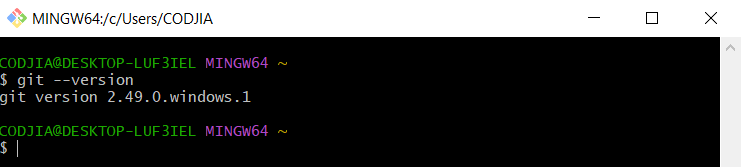 MINGW64:/c/Users/CODJIA
CODJIA@DESKTOP-LUF3IEL MINGW64 ~
$ git --version
git version 2.49.0.windows.1
CODJIA@DESKTOP-LUF3IEL MINGW64 ~
$